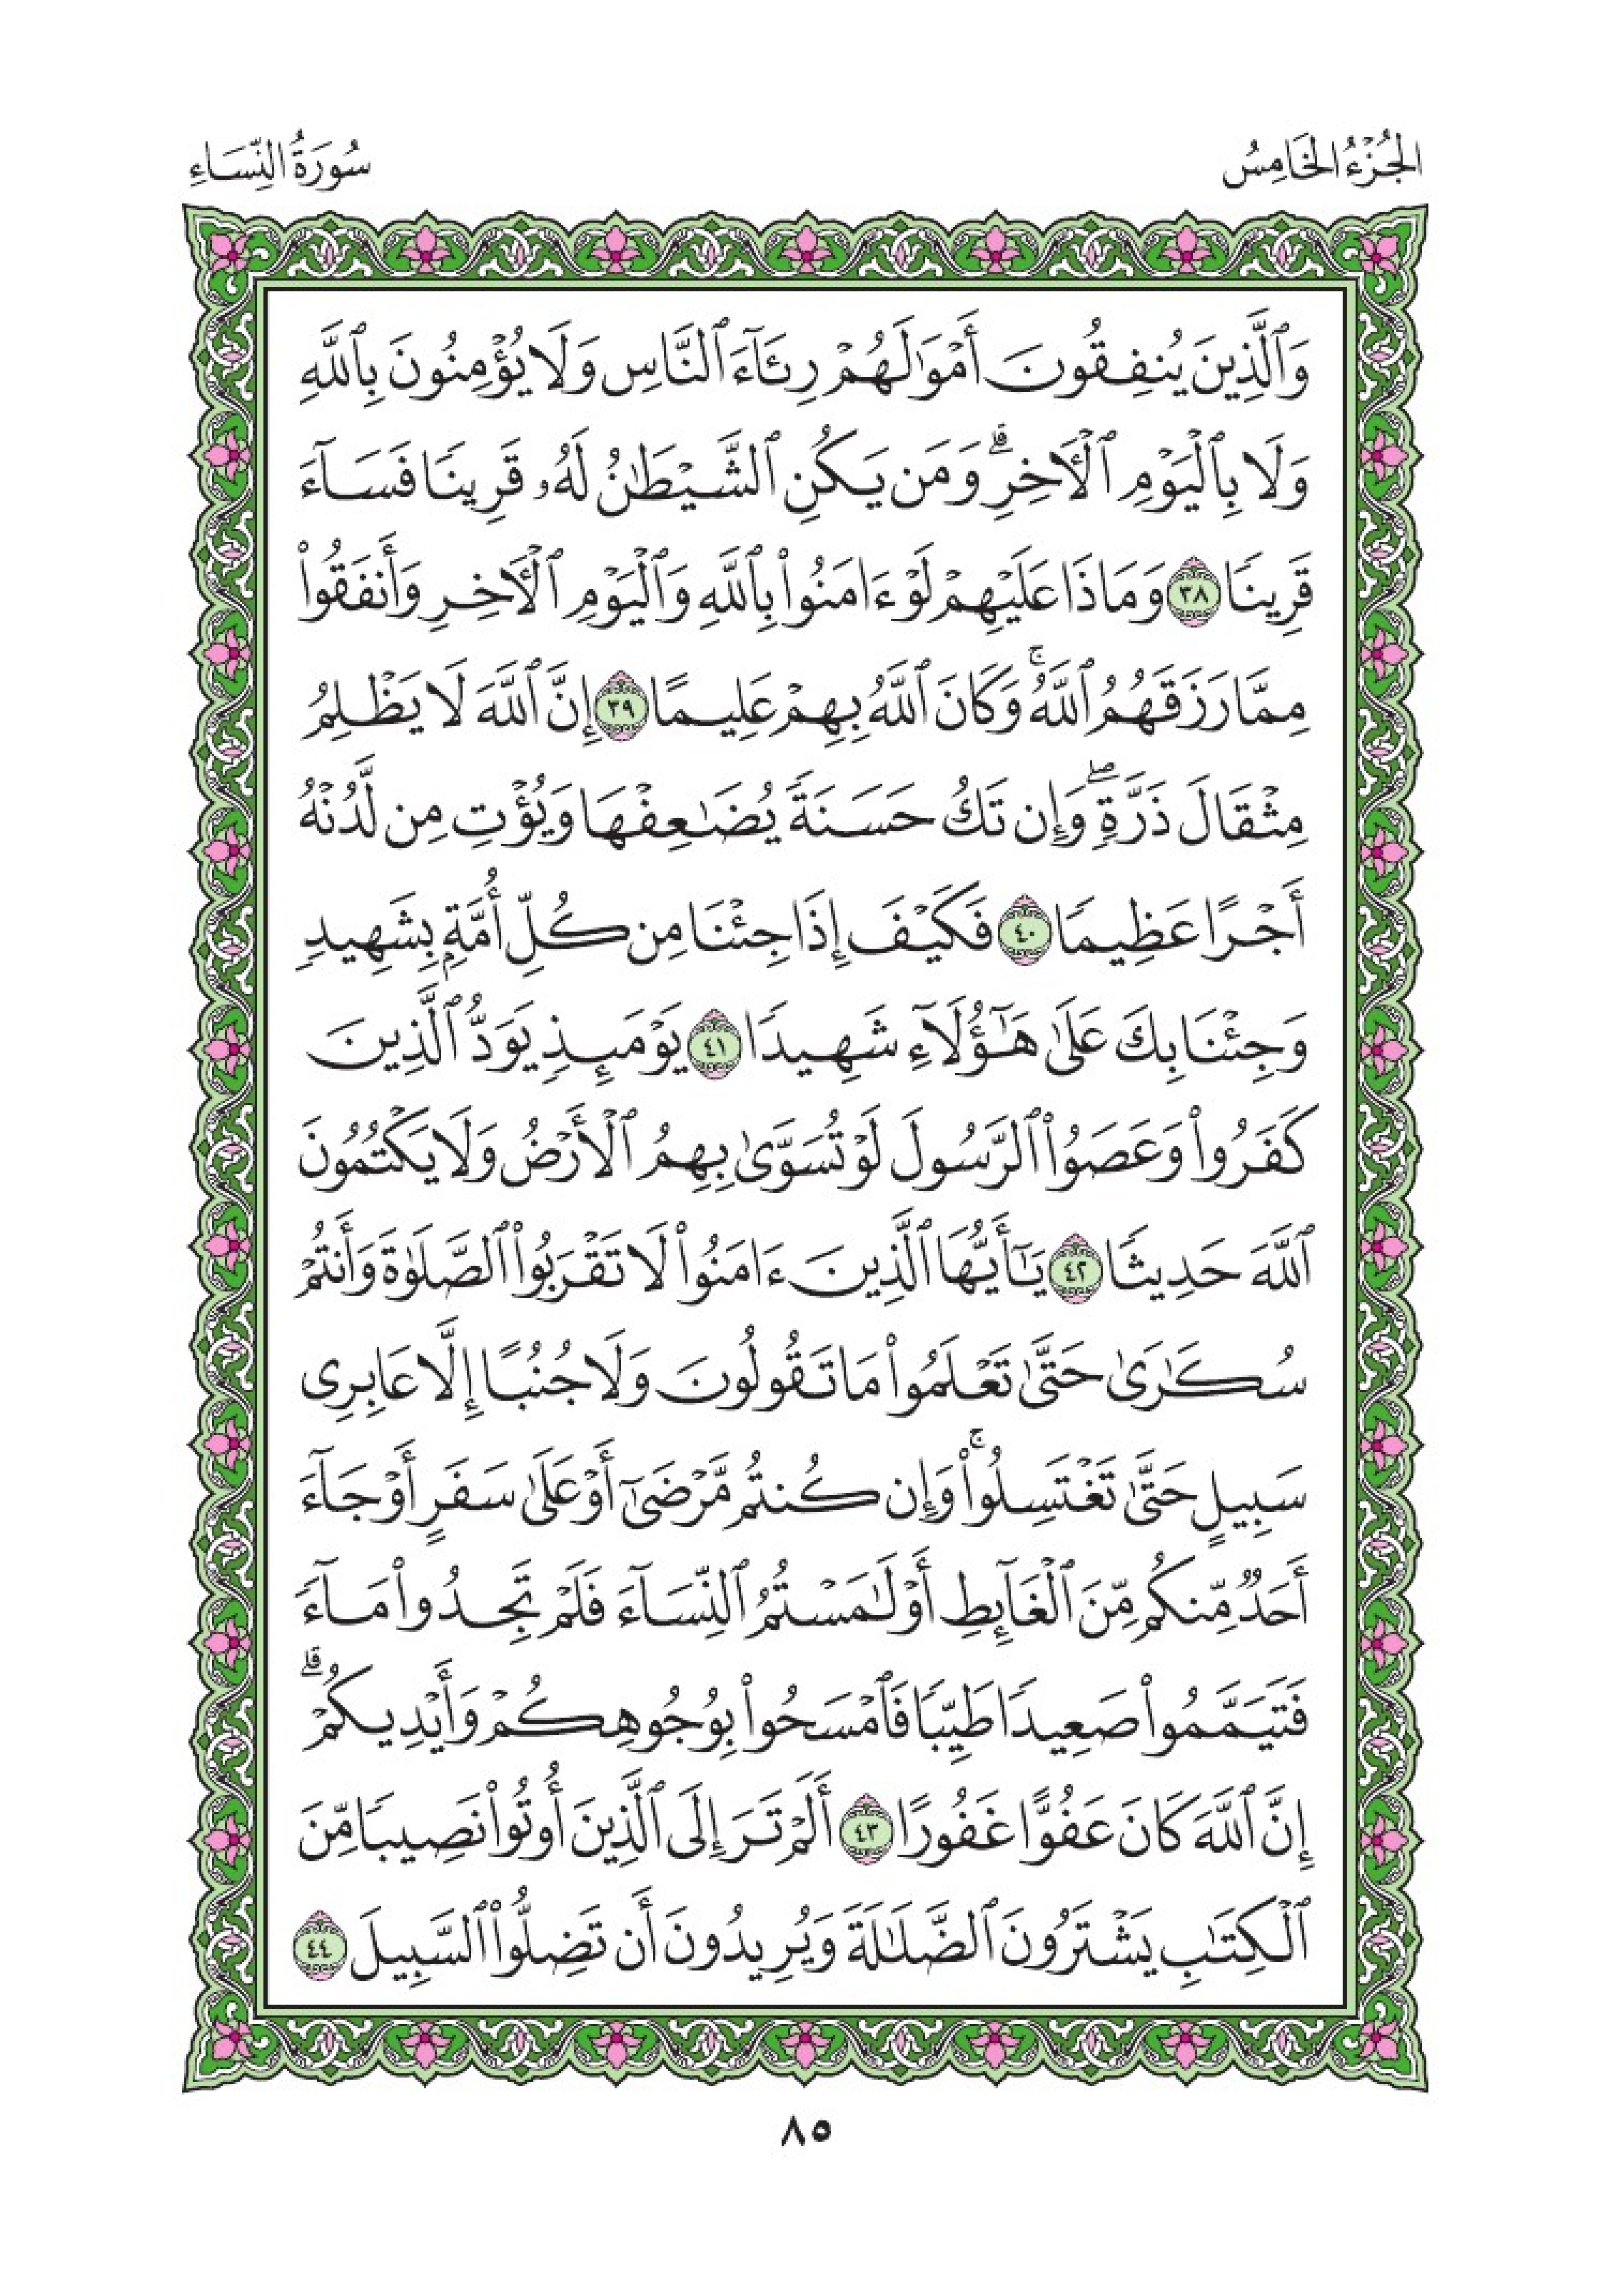 الجُزْءُ الخَامِسُ
سُورَةُ النِّسَاءِ
وَٱلَّذِينَ يُنفِقُونَ أَمْوَٰلَهُمْ رِئَآءَ ٱلنَّاسِ وَلَا يُؤْمِنُونَ بِٱللَّهِ
وَلَا بِٱلْيَوْمِ ٱلْأَخِرِ ۗ وَمَن يَكُنِ ٱلشَّيْطَٰنُ لَهُۥ قَرِينًا فَسَآءَ
قَرِينًا ٣٨ وَمَاذَا عَلَيْهِمْ لَوْ ءَامَنُوا۟ بِٱللَّهِ وَٱلْيَوْمِ ٱلْأَخِرِ وَأَنفَقُوا۟
مِمَّا رَزَقَهُمُ ٱللَّهُ ۚ وَكَانَ ٱللَّهُ بِهِمْ عَلِيمًا ٣٩ إِنَّ ٱللَّهَ لَا يَظْلِمُ
مِثْقَالَ ذَرَّةٍ ۖ وَإِن تَكُ حَسَنَةً يُضَٰعِفْهَا وَيُؤْتِ مِن لَّدُنْهُ
أَجْرًا عَظِيمًا ٤٠ فَكَيْفَ إِذَا جِئْنَا مِن كُلِّ أُمَّةٍۭ بِشَهِيدٍ
وَجِئْنَا بِكَ عَلَىٰ هَٰٓؤُلَآءِ شَهِيدًا ٤١ يَوْمَئِذٍ يَوَدُّ ٱلَّذِينَ
كَفَرُوا۟ وَعَصَوُا۟ ٱلرَّسُولَ لَوْ تُسَوَّىٰ بِهِمُ ٱلْأَرْضُ وَلَا يَكْتُمُونَ
ٱللَّهَ حَدِيثًا ٤٢ يَٰٓأَيُّهَا ٱلَّذِينَ ءَامَنُوا۟ لَا تَقْرَبُوا۟ ٱلصَّلَوٰةَ وَأَنتُمْ
سُكَٰرَىٰ حَتَّىٰ تَعْلَمُوا۟ مَا تَقُولُونَ وَلَا جُنُبًا إِلَّا عَابِرِى
سَبِيلٍ حَتَّىٰ تَغْتَسِلُوا۟ ۚ وَإِن كُنتُم مَّرْضَىٰٓ أَوْ عَلَىٰ سَفَرٍ أَوْ جَآءَ
أَحَدٌ مِّنكُم مِّنَ ٱلْغَآئِطِ أَوْ لَٰمَسْتُمُ ٱلنِّسَآءَ فَلَمْ تَجِدُوا۟ مَآءً
فَتَيَمَّمُوا۟ صَعِيدًا طَيِّبًا فَٱمْسَحُوا۟ بِوُجُوهِكُمْ وَأَيْدِيكُمْ ۗ
إِنَّ ٱللَّهَ كَانَ عَفُوًّا غَفُورًا ٤٣ أَلَمْ تَرَ إِلَى ٱلَّذِينَ أُوتُوا۟ نَصِيبًا مِّنَ
ٱلْكِتَٰبِ يَشْتَرُونَ ٱلضَّلَٰلَةَ وَيُرِيدُونَ أَن تَضِلُّوا۟ ٱلسَّبِيلَ ٤٤
٨٥